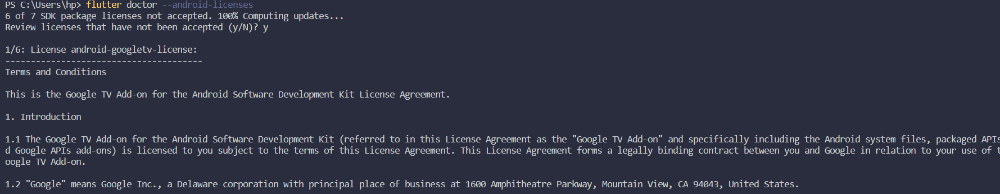 PS C:\Users\hp> flutter doctor --android-licenses
6 of 7 SDK package licenses not accepted. 100% Computing updates...
Review licenses that have not been accepted (y/N)? y
1/6: License android-googletv-license:
---------------------------------------
Terms and Conditions
This is the Google TV Add-on for the Android Software Development Kit License Agreement.
1. Introduction
1.1 The Google TV Add-on for the Android Software Development Kit (referred to in this License Agreement as the "Google TV Add-on" and specifically including the Android system files, packaged APIs
d Google APIs add-ons) is licensed to you subject to the terms of this License Agreement. This License Agreement forms a legally binding contract between you and Google in relation to your use of t
oogle TV Add-on.
1.2 "Google" means Google Inc., a Delaware corporation with principal place of business at 1600 Amphitheatre Parkway, Mountain View, CA 94043, United States.